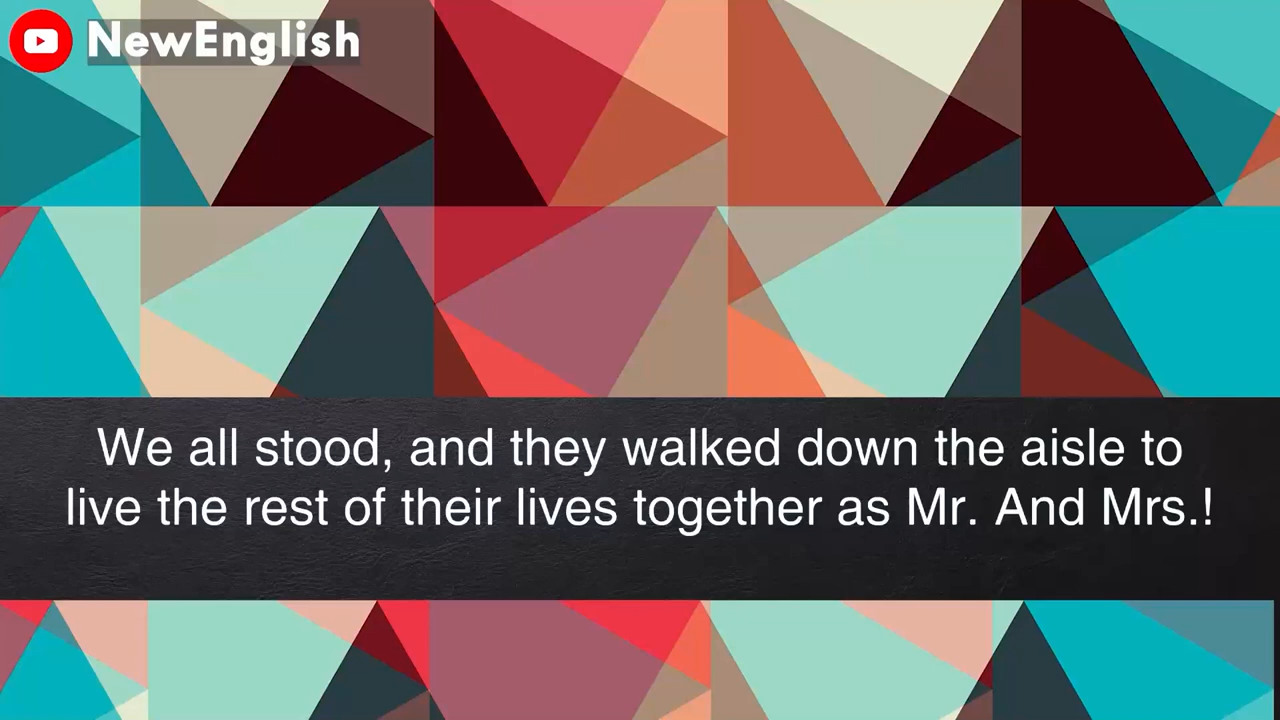 NewEnglish
We all stood, and they walked down the aisle to
live the rest of their lives together as Mr. And Mrs.!